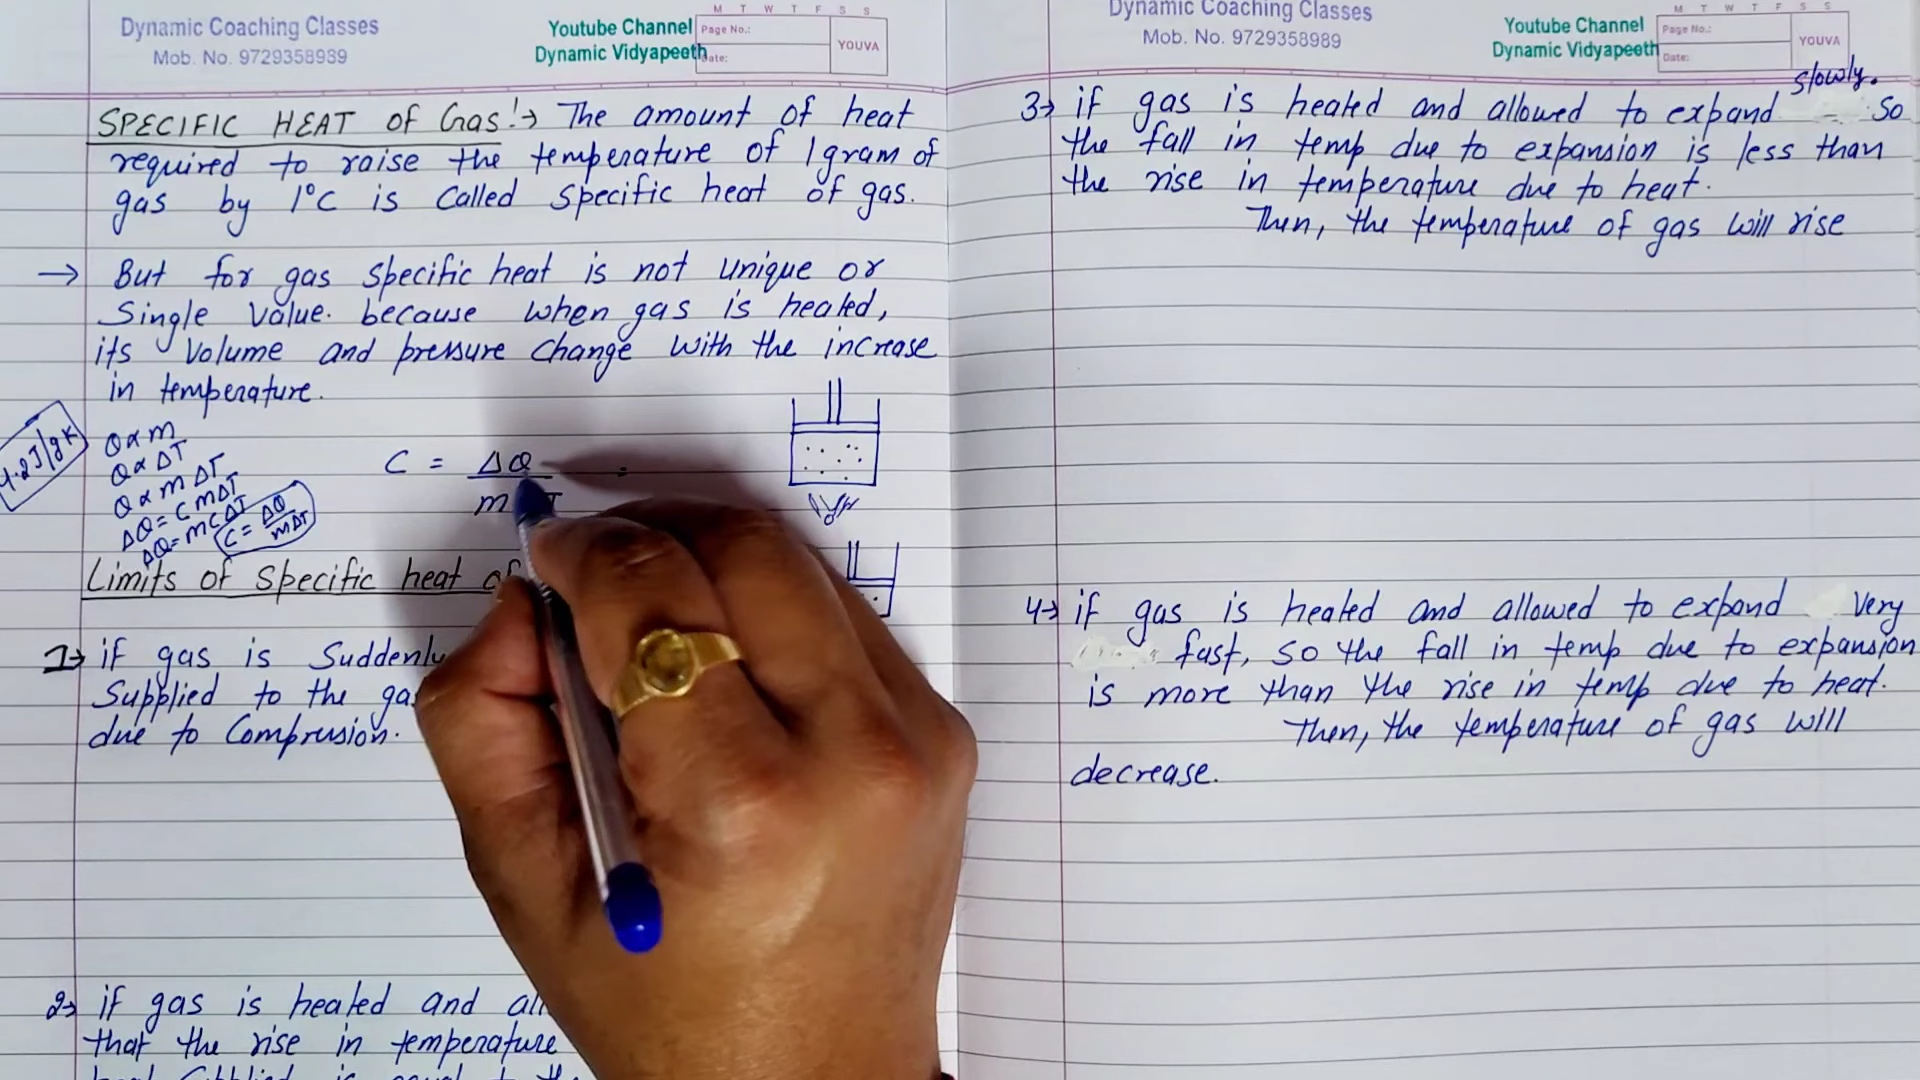 Dynamic Coaching Classes
Mob. No. 9729358989
Youtube Channel
Dynamic Vidyapeeth
M T W T F S S
Page No.:
Date:
YOUVA
SPECIFIC HEAT of Gas:→ The amount of heat
required to raise the temperature of 1gram of
gas by 1°C is Called Specific heat of gas.
→ But for gas specific heat is not unique or
Single Value. because when gas is heated,
its Volume and pressure change with the increase
in temperature.
4.2J/gK
Q∝m
Q∝ΔT
Q∝mΔT
ΔQ=CmΔT
ΔQ=mCΔT
C=ΔQ/mΔT
C = ΔQ
m T
Limits of Specific heat of
1→ if gas is Suddenly
Supplied to the gas
due to Compression.
2→ if gas is heated and all
that the rise in temperature
Dynamic Coaching Classes
Mob. No. 9729358989
Youtube Channel
Dynamic Vidyapeeth
M T W T F S S
Page No.:
Date:
YOUVA
slowly.
3→ if gas is heated and allowed to expand so
the fall in temp due to expansion is less than
the rise in temperature due to heat.
Then, the temperature of gas will rise
4→ if gas is heated and allowed to expand Very
fast, so the fall in temp due to expansion
is more than the rise in temp due to heat.
Then, the temperature of gas will
decrease.